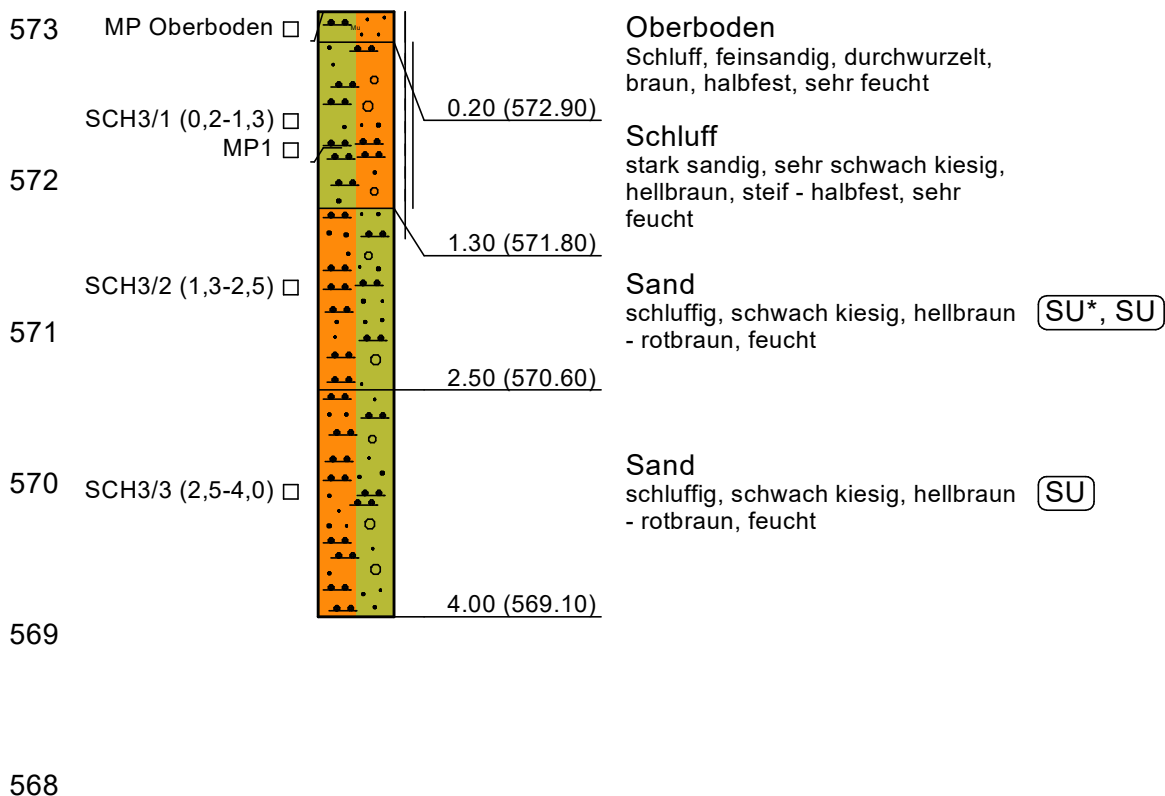 573
MP Oberboden
Mu
Oberboden
Schluff, feinsandig, durchwurzelt,
braun, halbfest, sehr feucht
0.20 (572.90)
SCH3/1 (0,2-1,3)
MP1
Schluff
stark sandig, sehr schwach kiesig,
hellbraun, steif - halbfest, sehr
feucht
572
1.30 (571.80)
SCH3/2 (1,3-2,5)
Sand
schluffig, schwach kiesig, hellbraun
- rotbraun, feucht
SU*, SU
571
2.50 (570.60)
570
SCH3/3 (2,5-4,0)
Sand
schluffig, schwach kiesig, hellbraun
- rotbraun, feucht
SU
4.00 (569.10)
569
568